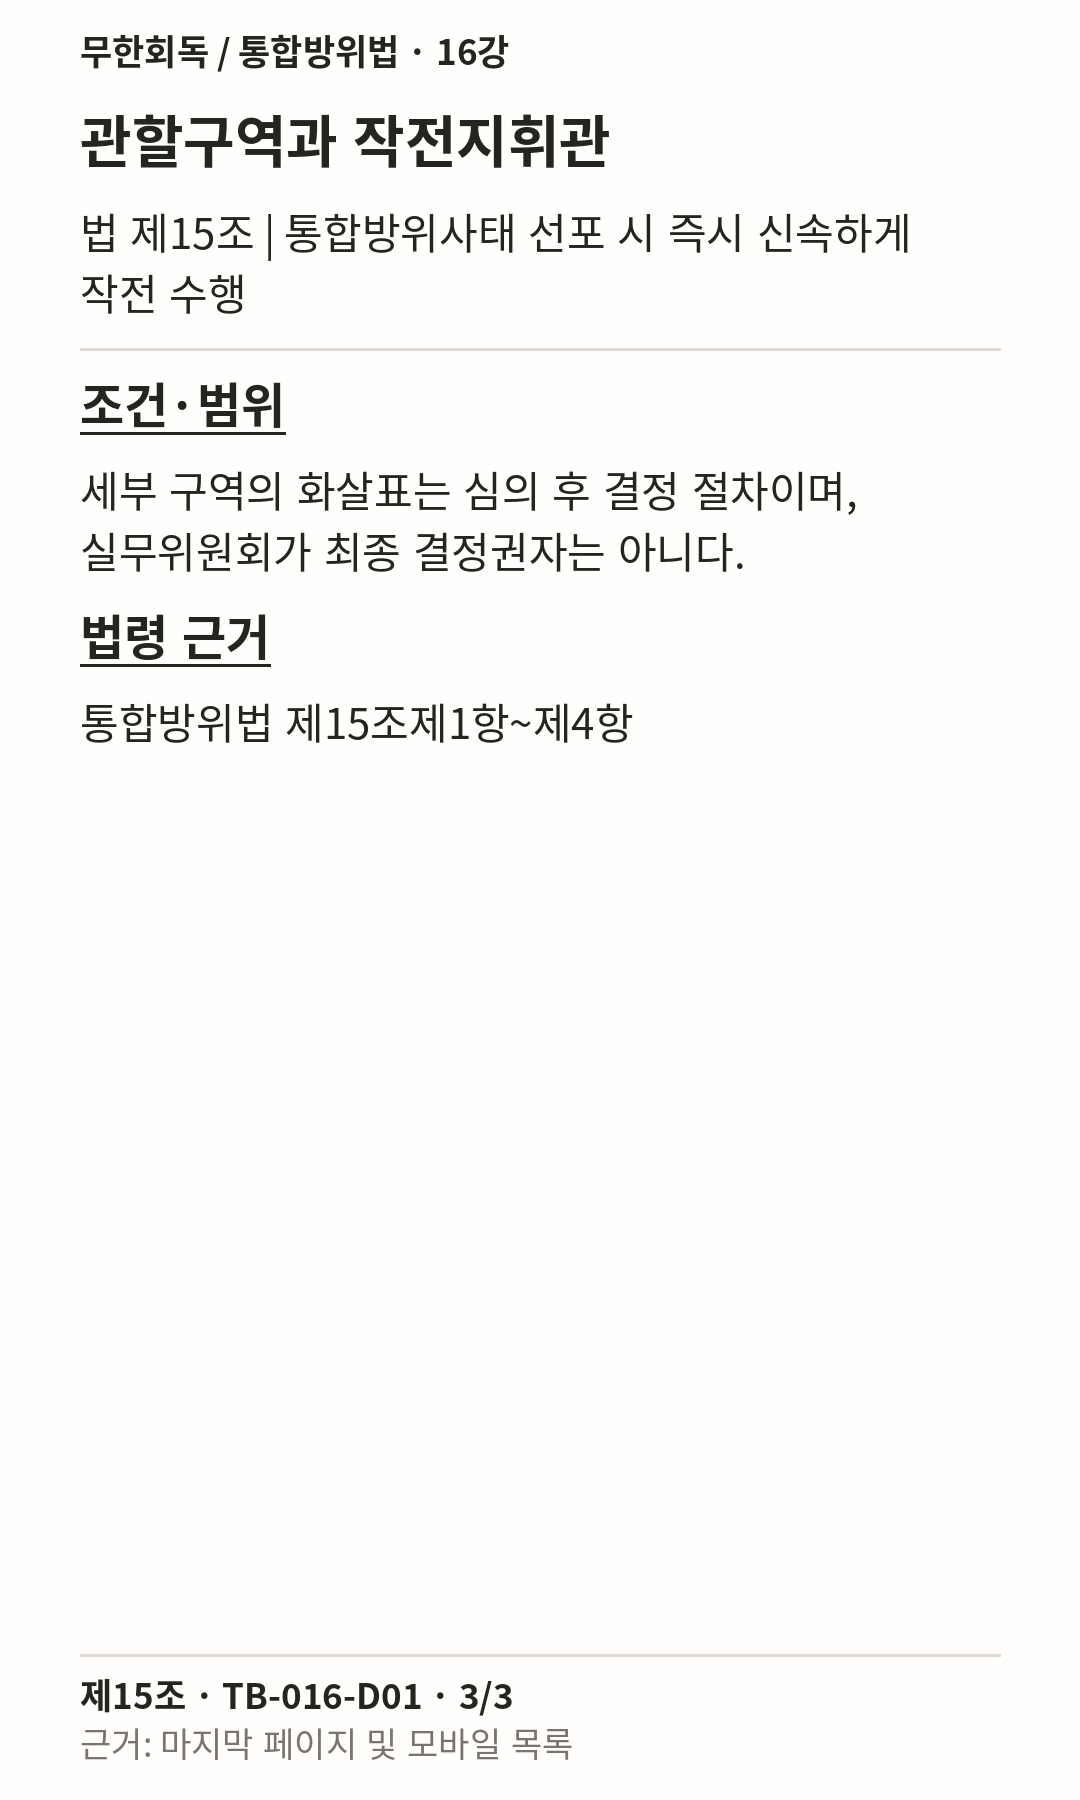 무한회독 / 통합방위법 · 16강
관할구역과 작전지휘관
법 제15조 | 통합방위사태 선포 시 즉시 신속하게
작전 수행
조건·범위
세부 구역의 화살표는 심의 후 결정 절차이며,
실무위원회가 최종 결정권자는 아니다.
법령 근거
통합방위법 제15조제1항~제4항
제15조 · TB-016-D01 · 3/3
근거: 마지막 페이지 및 모바일 목록